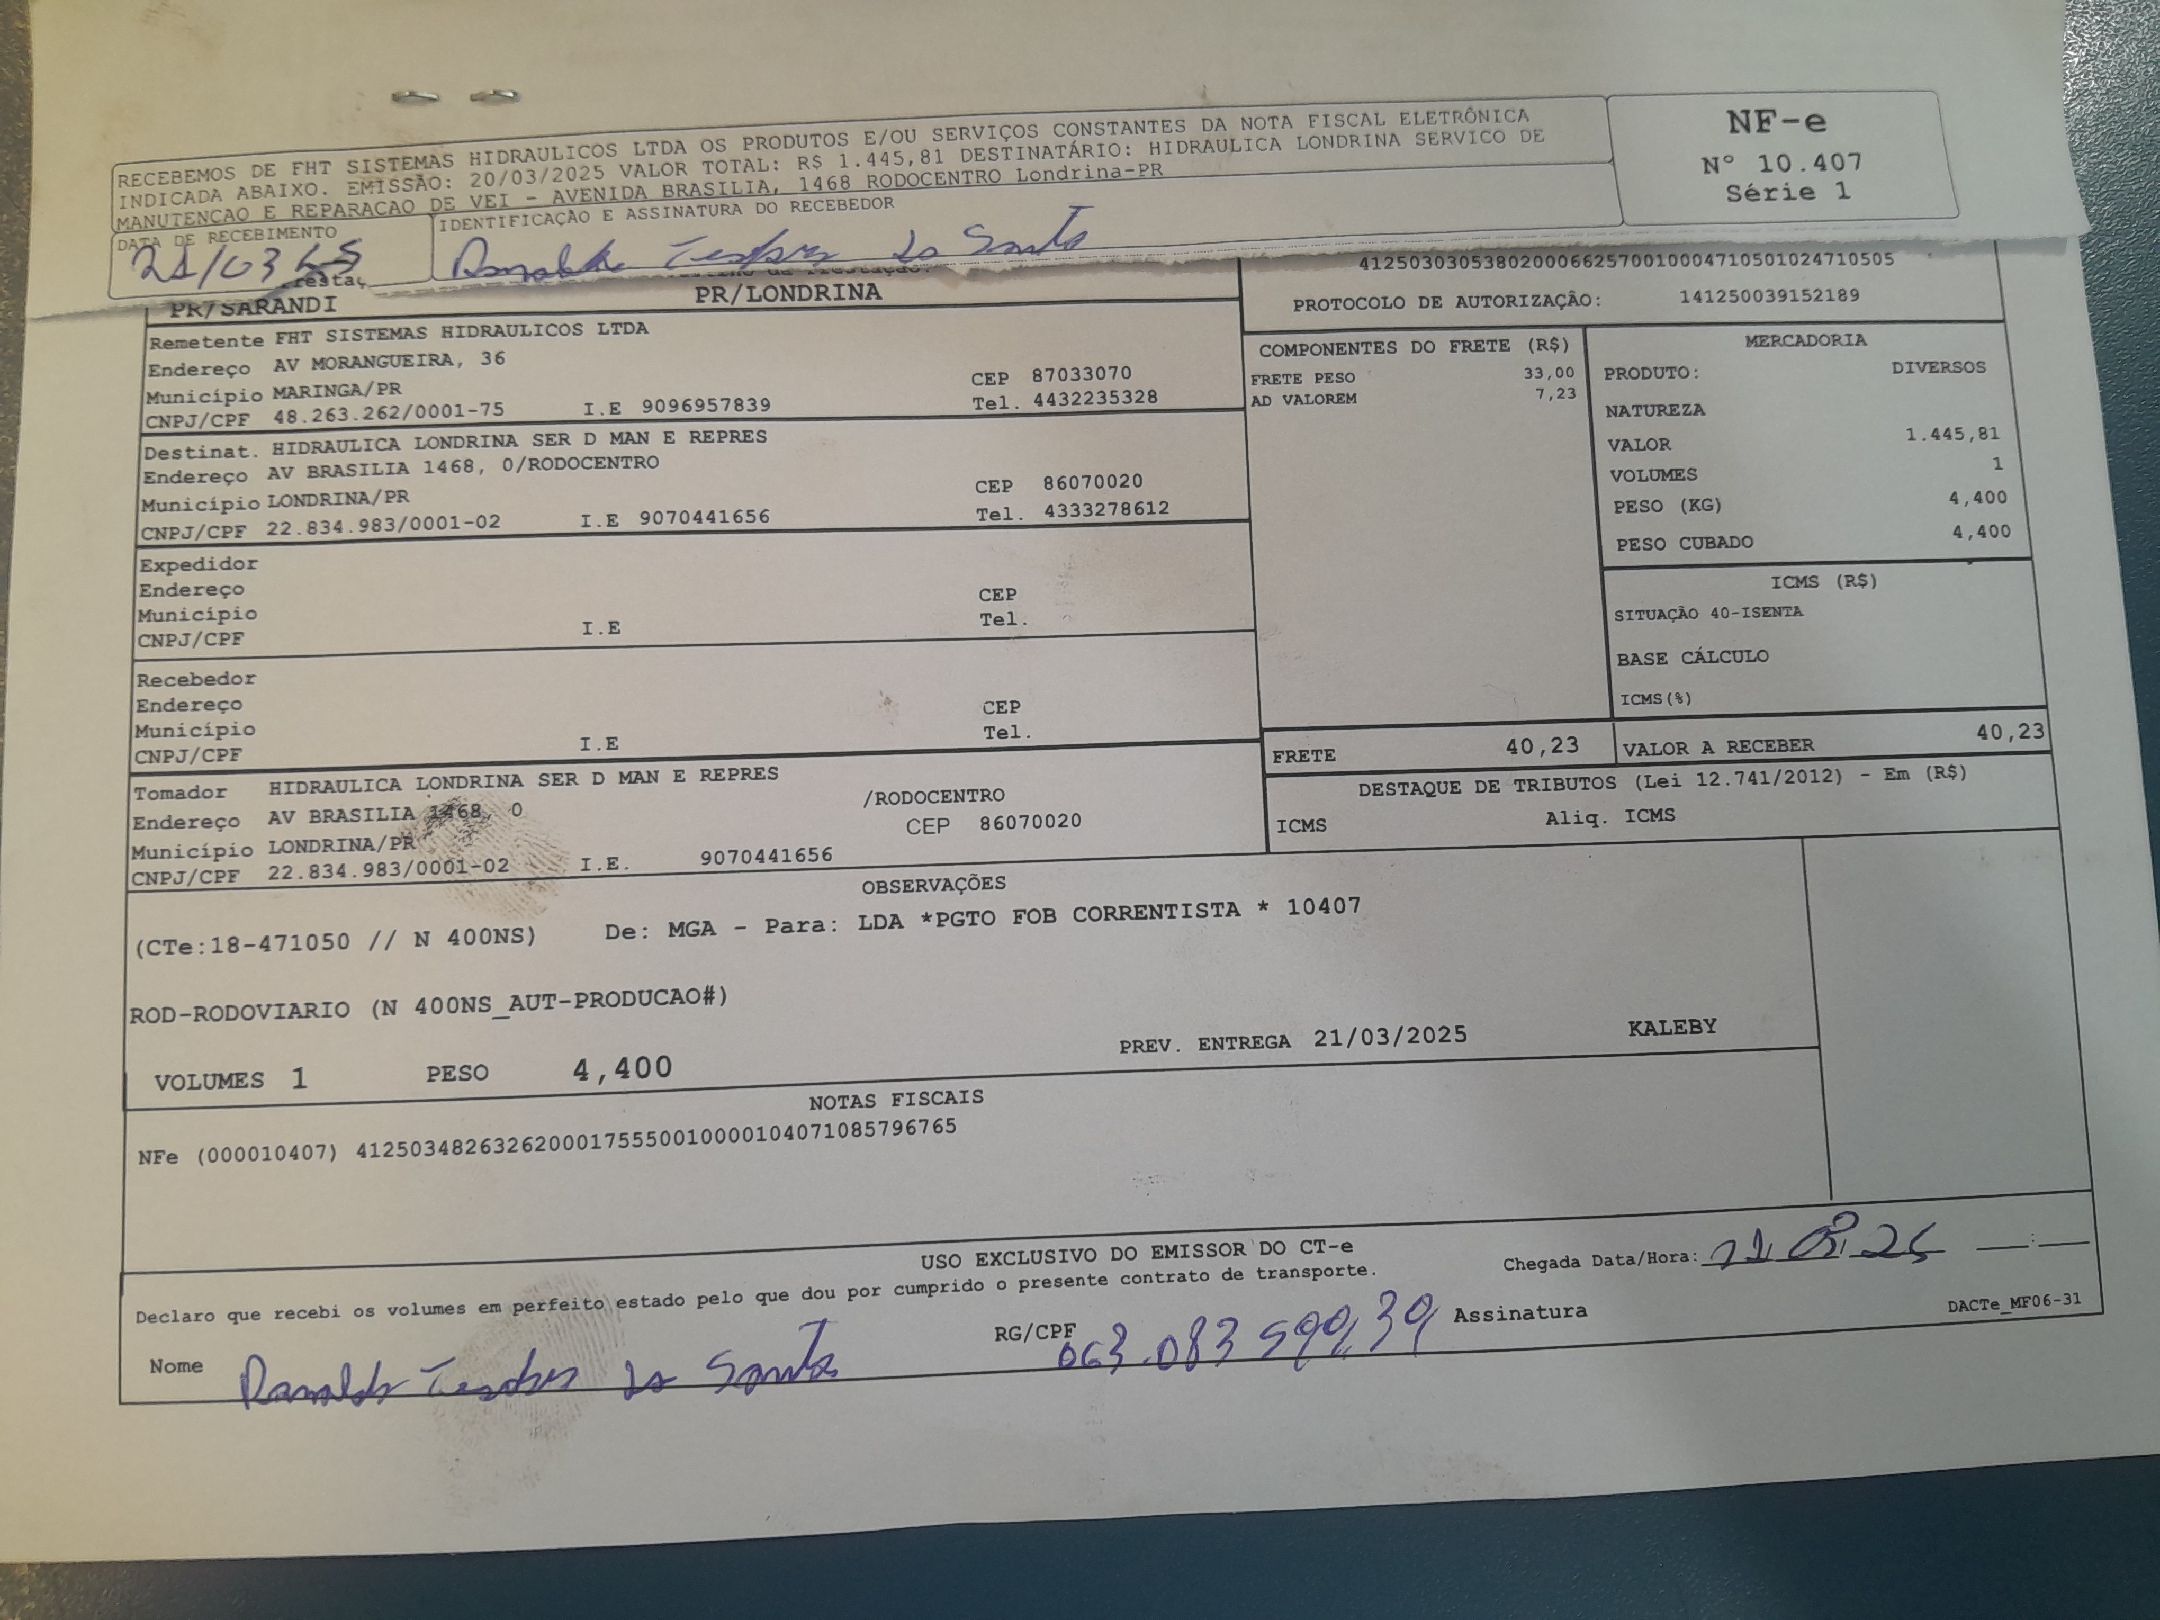 RECEBEMOS DE FHT SISTEMAS HIDRAULICOS LTDA OS PRODUTOS E/OU SERVIÇOS CONSTANTES DA NOTA FISCAL ELETRÔNICA
INDICADA ABAIXO. EMISSÃO: 20/03/2025 VALOR TOTAL: R$ 1.445,81 DESTINATÁRIO: HIDRAULICA LONDRINA SERVICO DE
MANUTENCAO E REPARACAO DE VEI - AVENIDA BRASILIA, 1468 RODOCENTRO Londrina-PR
NF-e
Nº 10.407
Série 1
DATA DE RECEBIMENTO
IDENTIFICAÇÃO E ASSINATURA DO RECEBEDOR
21/03
PR/SARANDI PR/LONDRINA
41250303053802000662570010004710501024710505
PROTOCOLO DE AUTORIZAÇÃO: 141250039152189
Remetente FHT SISTEMAS HIDRAULICOS LTDA
Endereço AV MORANGUEIRA, 36
Município MARINGA/PR CEP 87033070
CNPJ/CPF 48.263.262/0001-75 I.E 9096957839 Tel. 4432235328
Destinat. HIDRAULICA LONDRINA SER D MAN E REPRES
Endereço AV BRASILIA 1468, 0/RODOCENTRO
Município LONDRINA/PR CEP 86070020
CNPJ/CPF 22.834.983/0001-02 I.E 9070441656 Tel. 4333278612
Expedidor
Endereço
Município CEP
CNPJ/CPF I.E Tel.
Recebedor
Endereço
Município CEP
CNPJ/CPF I.E Tel.
Tomador HIDRAULICA LONDRINA SER D MAN E REPRES
Endereço AV BRASILIA 1468, 0 /RODOCENTRO
Município LONDRINA/PR CEP 86070020
CNPJ/CPF 22.834.983/0001-02 I.E. 9070441656
COMPONENTES DO FRETE (R$)
FRETE PESO 33,00
AD VALOREM 7,23
MERCADORIA
PRODUTO: DIVERSOS
NATUREZA
VALOR 1.445,81
VOLUMES 1
PESO (KG) 4,400
PESO CUBADO 4,400
ICMS (R$)
SITUAÇÃO 40-ISENTA
BASE CÁLCULO
ICMS(%)
FRETE 40,23 VALOR A RECEBER 40,23
DESTAQUE DE TRIBUTOS (Lei 12.741/2012) - Em (R$)
ICMS Aliq. ICMS
OBSERVAÇÕES
(CTe:18-471050 // N 400NS) De: MGA - Para: LDA *PGTO FOB CORRENTISTA * 10407
ROD-RODOVIARIO (N 400NS_AUT-PRODUCAO#)
VOLUMES 1 PESO 4,400 PREV. ENTREGA 21/03/2025 KALEBY
NOTAS FISCAIS
NFe (000010407) 41250348263262000175550010000104071085796765
USO EXCLUSIVO DO EMISSOR DO CT-e
Declaro que recebi os volumes em perfeito estado pelo que dou por cumprido o presente contrato de transporte.
Chegada Data/Hora: 21 03 25 __:__
Nome RG/CPF 063.083 599,39 Assinatura
DACTe_MF06-31